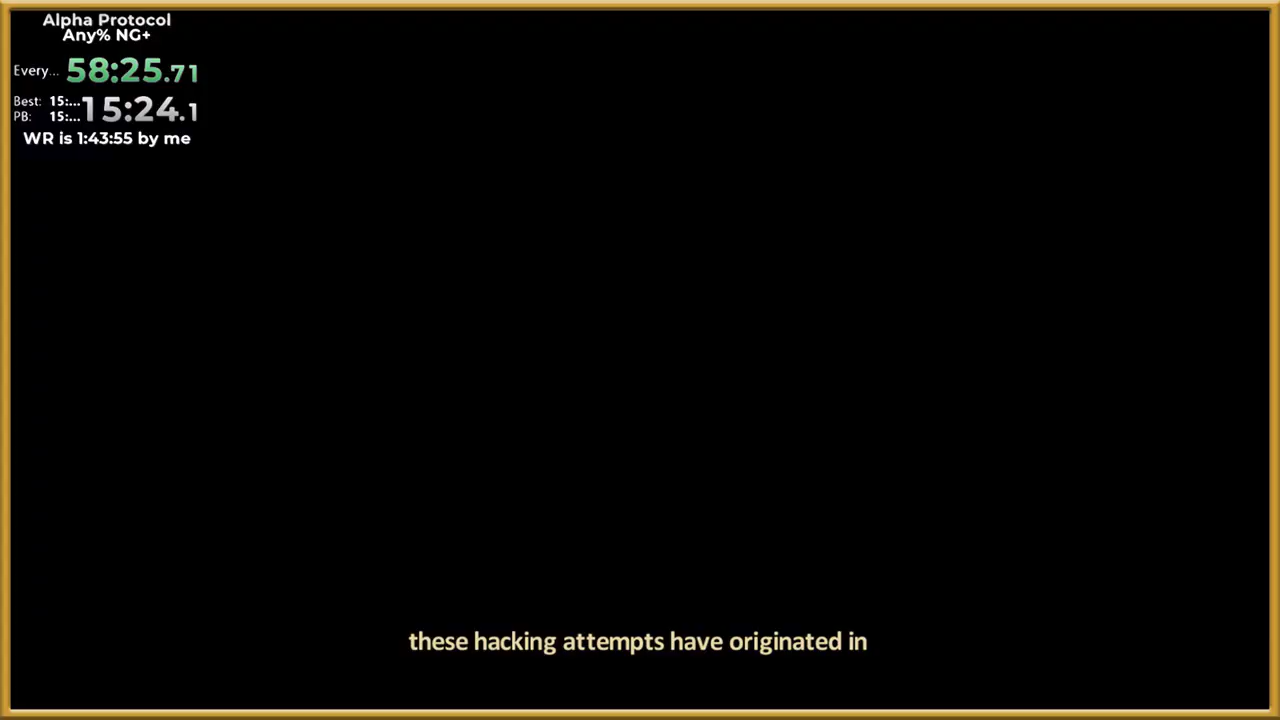 Alpha Protocol
Any% NG+
Every... 58:25.71
Best: 15:... 15:24.1
PB: 15:...
WR is 1:43:55 by me
these hacking attempts have originated in